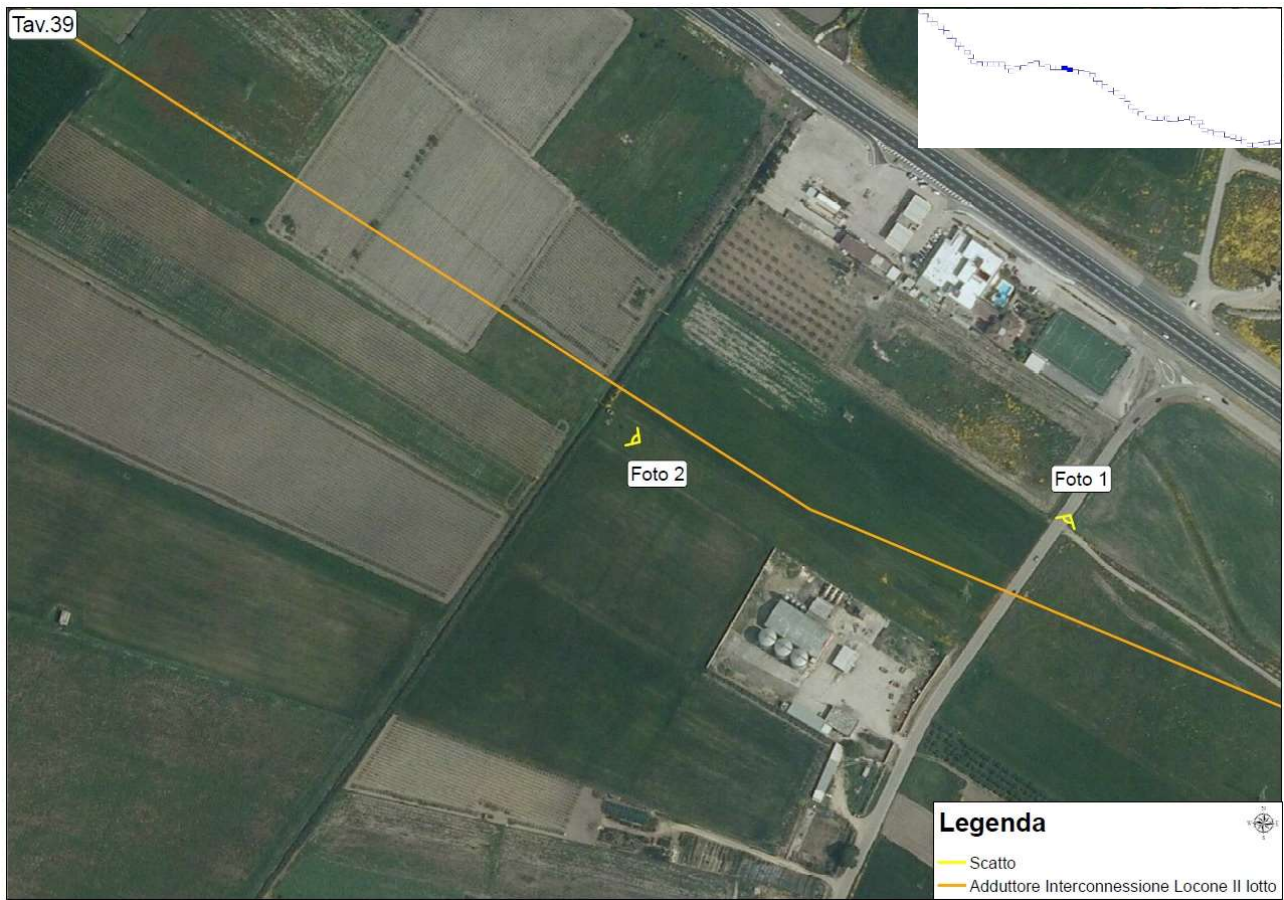 Tav.39
Foto 2
Foto 1
Legenda
N
W E
S
Scatto
Adduttore Interconnessione Locone II lotto